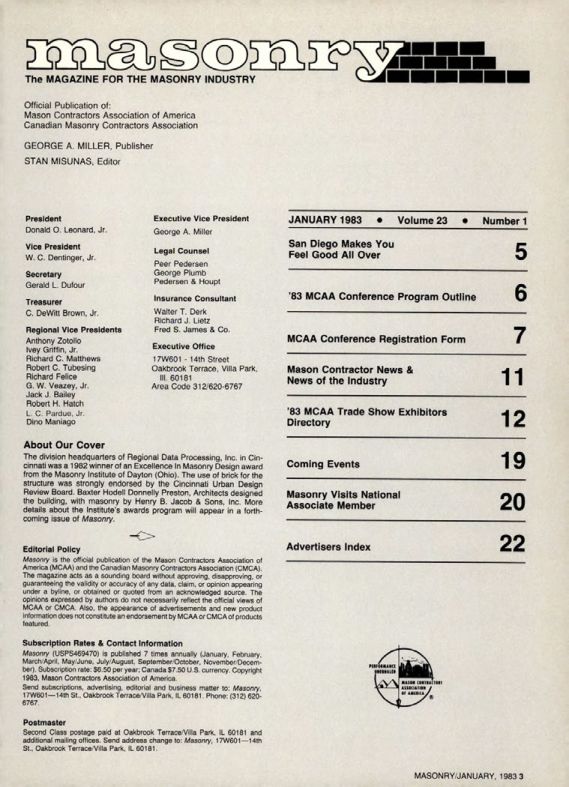 masonry
The MAGAZINE FOR THE MASONRY INDUSTRY
Official Publication of:
Mason Contractors Association of America
Canadian Masonry Contractors Association
GEORGE A. MILLER, Publisher
STAN MISUNAS, Editor
President
Donald O. Leonard, Jr.
Vice President
W. C. Dentinger, Jr.
Secretary
Gerald L. Dufour
Treasurer
C. DeWitt Brown, Jr.
Regional Vice Presidents
Anthony Zotollo
Ivey Griffin, Jr.
Richard C. Matthews
Robert C. Tubesing
Richard Felice
G. W. Veazey, Jr.
Jack J. Bailey
Robert H. Hatch
L. C. Pardue, Jr.
Dino Maniago
Executive Vice President
George A. Miller
Legal Counsel
Peer Pedersen
George Plumb
Pedersen & Houpt
Insurance Consultant
Walter T. Derk
Richard J. Lietz
Fred S. James & Co.
Executive Office
17W601 - 14th Street
Oakbrook Terrace, Villa Park,
Ill. 60181
Area Code 312/620-6767
About Our Cover
The division headquarters of Regional Data Processing, Inc. in Cin-
cinnati was a 1982 winner of an Excellence In Masonry Design award
from the Masonry Institute of Dayton (Ohio). The use of brick for the
structure was strongly endorsed by the Cincinnati Urban Design
Review Board. Baxter Hodell Donnelly Preston, Architects designed
the building, with masonry by Henry B. Jacob & Sons, Inc. More
details about the Institute's awards program will appear in a forth-
coming issue of Masonry.
Editorial Policy
Masonry is the official publication of the Mason Contractors Association of
America (MCAA) and the Canadian Masonry Contractors Association (CMCA).
The magazine acts as a sounding board without approving, disapproving, or
guaranteeing the validity or accuracy of any data, claim, or opinion appearing
under a byline, or obtained or quoted from an acknowledged source. The
opinions expressed by authors do not necessarily reflect the official views of
MCAA or CMCA. Also, the appearance of advertisements and new product
information does not constitute an endorsement by MCAA or CMCA of products
featured.
Subscription Rates & Contact Information
Masonry (USPS469470) is published 7 times annually (January, February,
March/April, May/June, July/August, September/October, November/Decem-
ber). Subscription rate: $6.50 per year; Canada $7.50 U.S. currency. Copyright
1983, Mason Contractors Association of America.
Send subscriptions, advertising, editorial and business matter to: Masonry,
17W601—14th St., Oakbrook Terrace/Villa Park, IL 60181. Phone: (312) 620-
6767.
Postmaster
Second Class postage paid at Oakbrook Terrace/Villa Park, IL 60181 and
additional mailing offices. Send address change to: Masonry, 17W601—14th
St., Oakbrook Terrace/Villa Park, IL 60181.
JANUARY 1983 • Volume 23 • Number 1
San Diego Makes You
Feel Good All Over 5
'83 MCAA Conference Program Outline 6
MCAA Conference Registration Form 7
Mason Contractor News &
News of the Industry 11
'83 MCAA Trade Show Exhibitors
Directory 12
Coming Events 19
Masonry Visits National
Associate Member 20
Advertisers Index 22
PERFORMANCE
MASON CONTRACTORS
ASSOCIATION
OF AMERICA
®
MASONRY/JANUARY, 1983 3